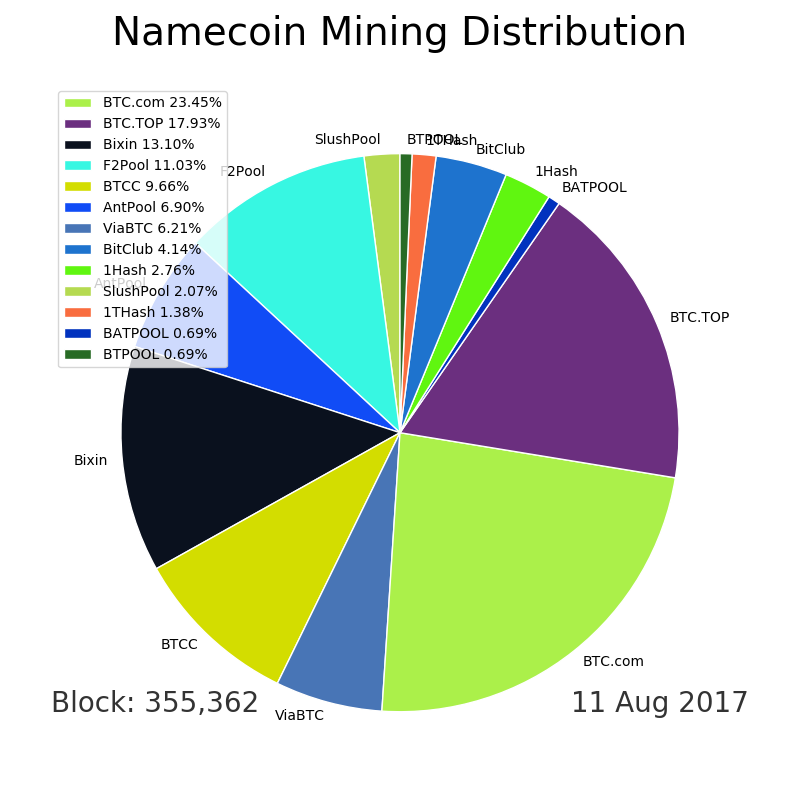 Namecoin Mining Distribution
BTC.com 23.45%
BTC.TOP 17.93%
Bixin 13.10%
F2Pool 11.03%
BTCC 9.66%
AntPool 6.90%
ViaBTC 6.21%
BitClub 4.14%
1Hash 2.76%
SlushPool 2.07%
1THash 1.38%
BATPOOL 0.69%
BTPOOL 0.69%
SlushPool
BTPOOL
1THash
BitClub
1Hash
BATPOOL
F2Pool
AntPool
BTC.TOP
Bixin
BTCC
BTC.com
ViaBTC
Block: 355,362
11 Aug 2017